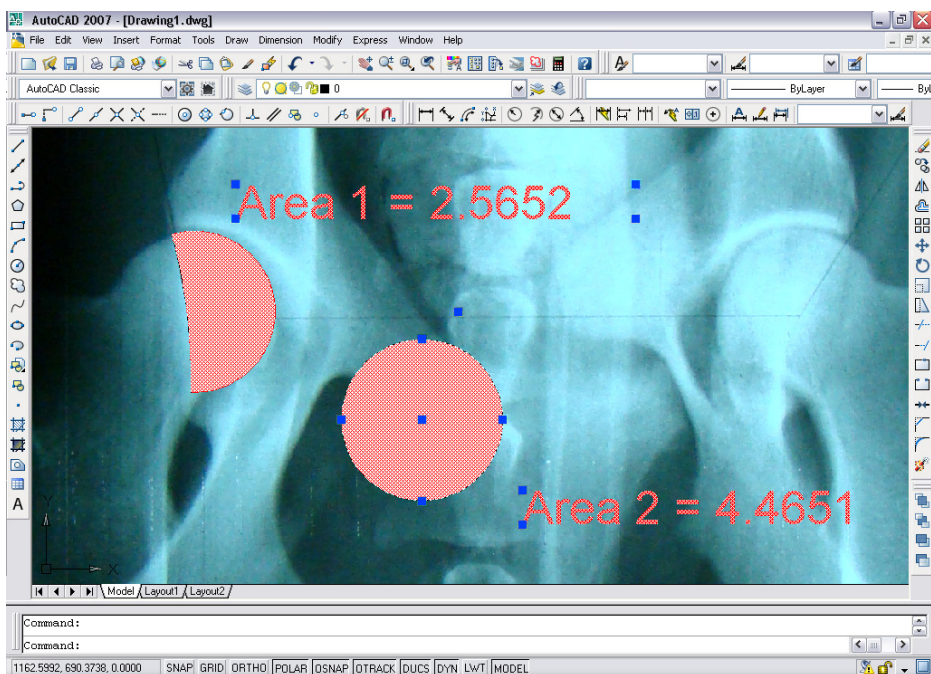 AutoCAD 2007 - [Drawing1.dwg]
File Edit View Insert Format Tools Draw Dimension Modify Express Window Help
AutoCAD Classic
0
ByLayer
Byl
Area 1 = 2.5652
Area 2 = 4.4651
Y
X
Model Layout1 Layout2
Command:
Command:
1162.5992, 690.3738, 0.0000 SNAP GRID ORTHO POLAR OSNAP OTRACK DUCS DYN LWT MODEL